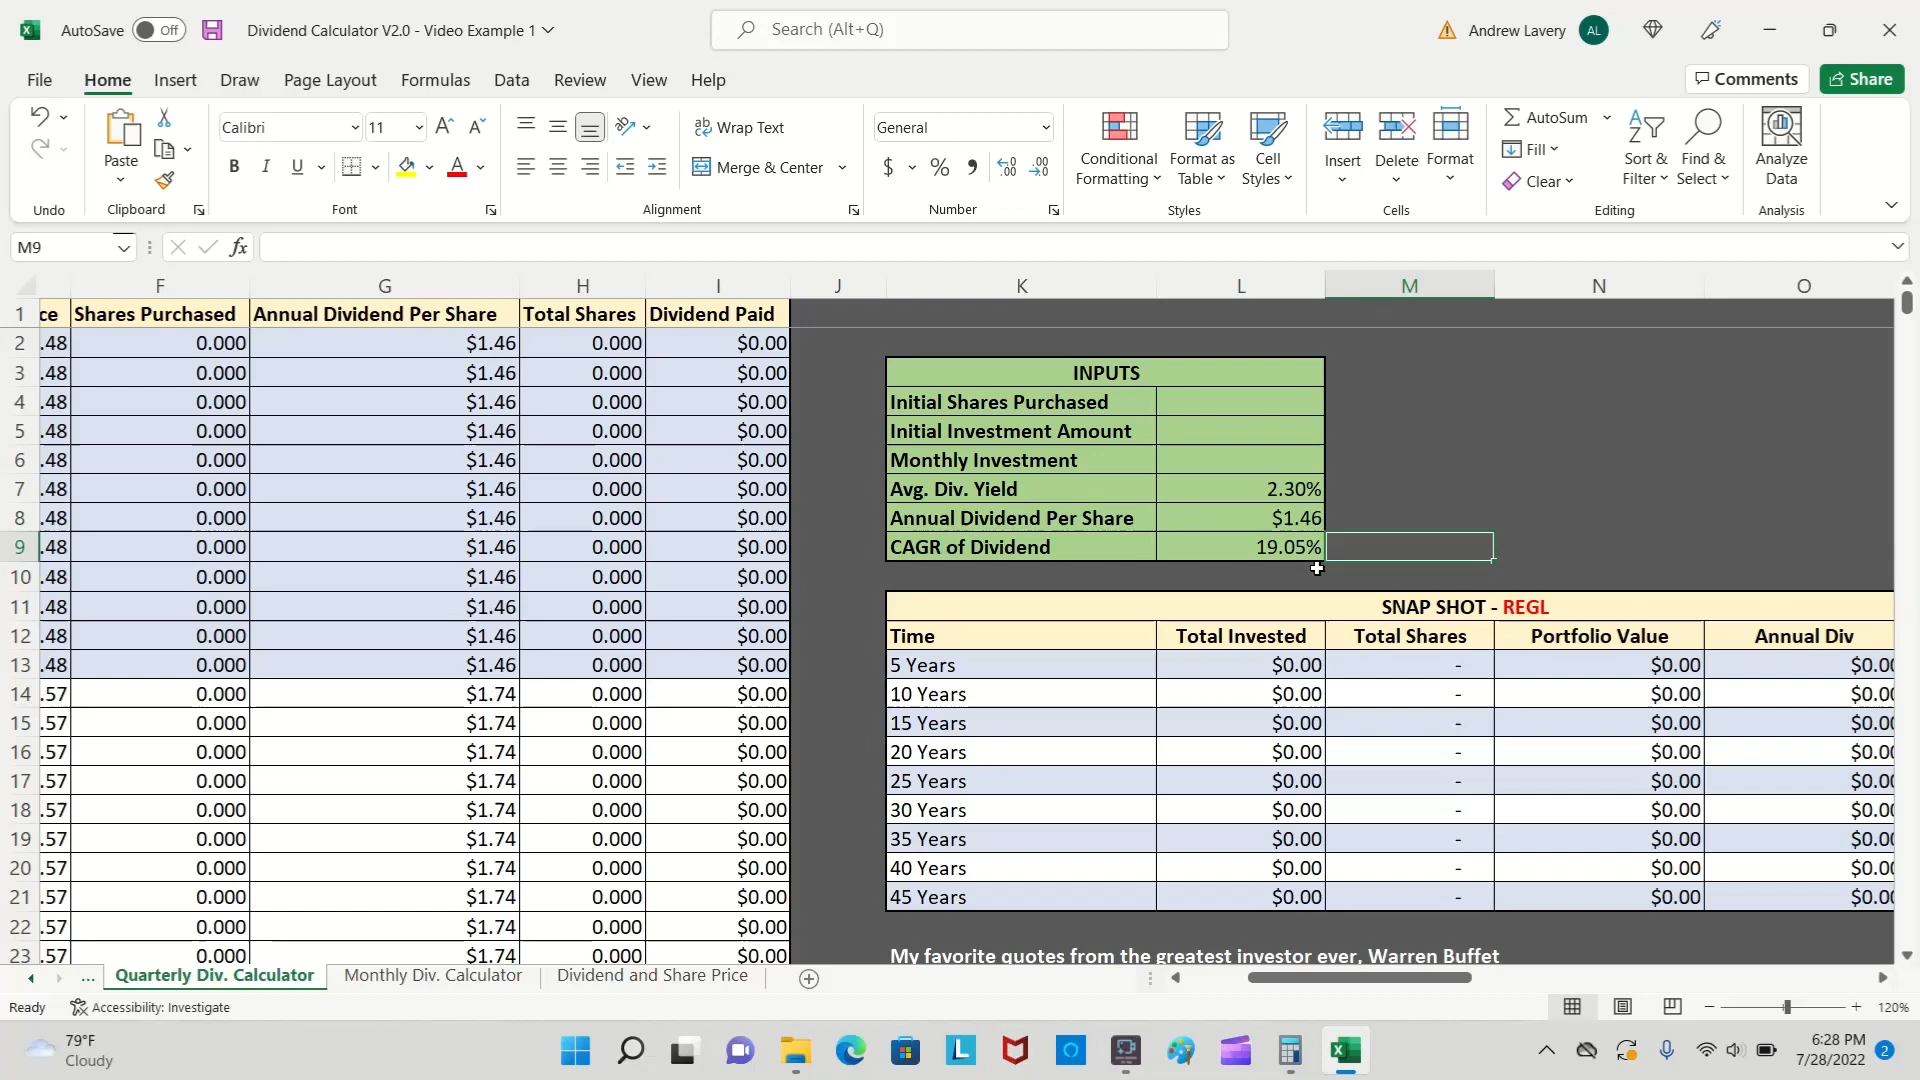 AutoSave Off Dividend Calculator V2.0 - Video Example 1 Search (Alt+Q) Andrew Lavery AL
File Home Insert Draw Page Layout Formulas Data Review View Help Comments Share
Paste Calibri 11 Wrap Text General Conditional Formatting Format as Table Cell Styles Insert Delete Format AutoSum Fill Clear Sort & Filter Find & Select Analyze Data
B I U A Merge & Center $ %
Undo Clipboard Font Alignment Number Styles Cells Editing Analysis
M9 fx
F G H I J K L M N O
1 ce Shares Purchased Annual Dividend Per Share Total Shares Dividend Paid
2 .48 0.000 $1.46 0.000 $0.00
3 .48 0.000 $1.46 0.000 $0.00 INPUTS
4 .48 0.000 $1.46 0.000 $0.00 Initial Shares Purchased
5 .48 0.000 $1.46 0.000 $0.00 Initial Investment Amount
6 .48 0.000 $1.46 0.000 $0.00 Monthly Investment
7 .48 0.000 $1.46 0.000 $0.00 Avg. Div. Yield 2.30%
8 .48 0.000 $1.46 0.000 $0.00 Annual Dividend Per Share $1.46
9 .48 0.000 $1.46 0.000 $0.00 CAGR of Dividend 19.05%
10 .48 0.000 $1.46 0.000 $0.00
11 .48 0.000 $1.46 0.000 $0.00 SNAP SHOT - REGL
12 .48 0.000 $1.46 0.000 $0.00 Time Total Invested Total Shares Portfolio Value Annual Div
13 .48 0.000 $1.46 0.000 $0.00 5 Years $0.00 - $0.00 $0.00
14 .57 0.000 $1.74 0.000 $0.00 10 Years $0.00 - $0.00 $0.00
15 .57 0.000 $1.74 0.000 $0.00 15 Years $0.00 - $0.00 $0.00
16 .57 0.000 $1.74 0.000 $0.00 20 Years $0.00 - $0.00 $0.00
17 .57 0.000 $1.74 0.000 $0.00 25 Years $0.00 - $0.00 $0.00
18 .57 0.000 $1.74 0.000 $0.00 30 Years $0.00 - $0.00 $0.00
19 .57 0.000 $1.74 0.000 $0.00 35 Years $0.00 - $0.00 $0.00
20 .57 0.000 $1.74 0.000 $0.00 40 Years $0.00 - $0.00 $0.00
21 .57 0.000 $1.74 0.000 $0.00 45 Years $0.00 - $0.00 $0.00
22 .57 0.000 $1.74 0.000 $0.00
23 .57 0.000 $1.74 0.000 $0.00 My favorite quotes from the greatest investor ever, Warren Buffet
... Quarterly Div. Calculator Monthly Div. Calculator Dividend and Share Price
Ready Accessibility: Investigate 120%
79°F
Cloudy
6:28 PM
7/28/2022 2